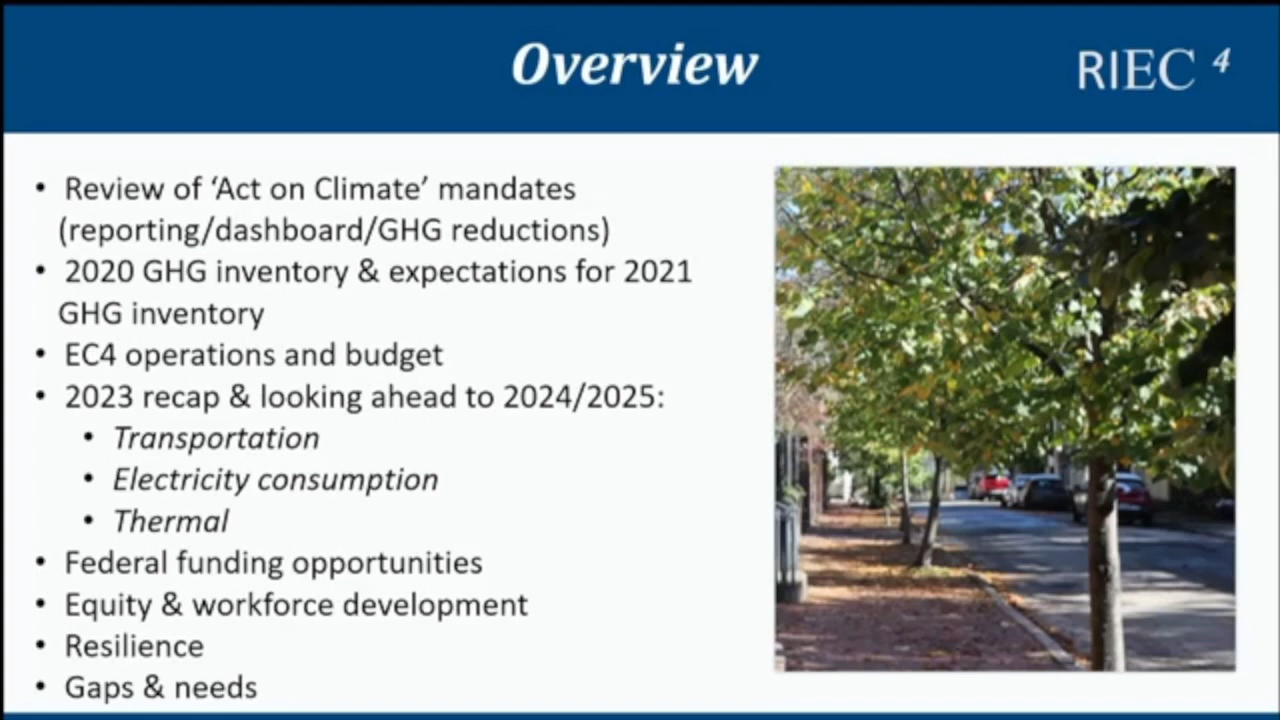 Overview
RIEC 4
• Review of ‘Act on Climate’ mandates
(reporting/dashboard/GHG reductions)
• 2020 GHG inventory & expectations for 2021
GHG inventory
• EC4 operations and budget
• 2023 recap & looking ahead to 2024/2025:
• Transportation
• Electricity consumption
• Thermal
• Federal funding opportunities
• Equity & workforce development
• Resilience
• Gaps & needs